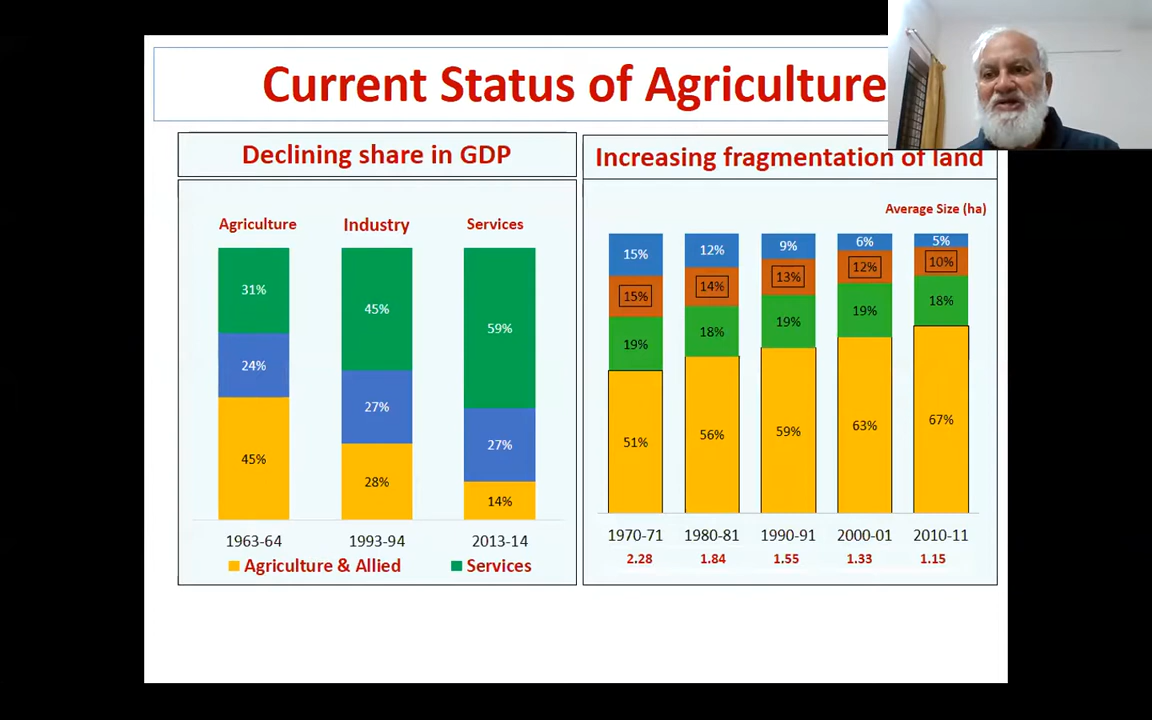 Current Status of Agriculture
Declining share in GDP
Agriculture Industry Services
31% 45% 59%
24% 27% 27%
45% 28% 14%
1963-64 1993-94 2013-14
Agriculture & Allied Services
Increasing fragmentation of land
Average Size (ha)
15% 12% 9% 6% 5%
15% 14% 13% 12% 10%
19% 18% 19% 19% 18%
51% 56% 59% 63% 67%
1970-71 1980-81 1990-91 2000-01 2010-11
2.28 1.84 1.55 1.33 1.15